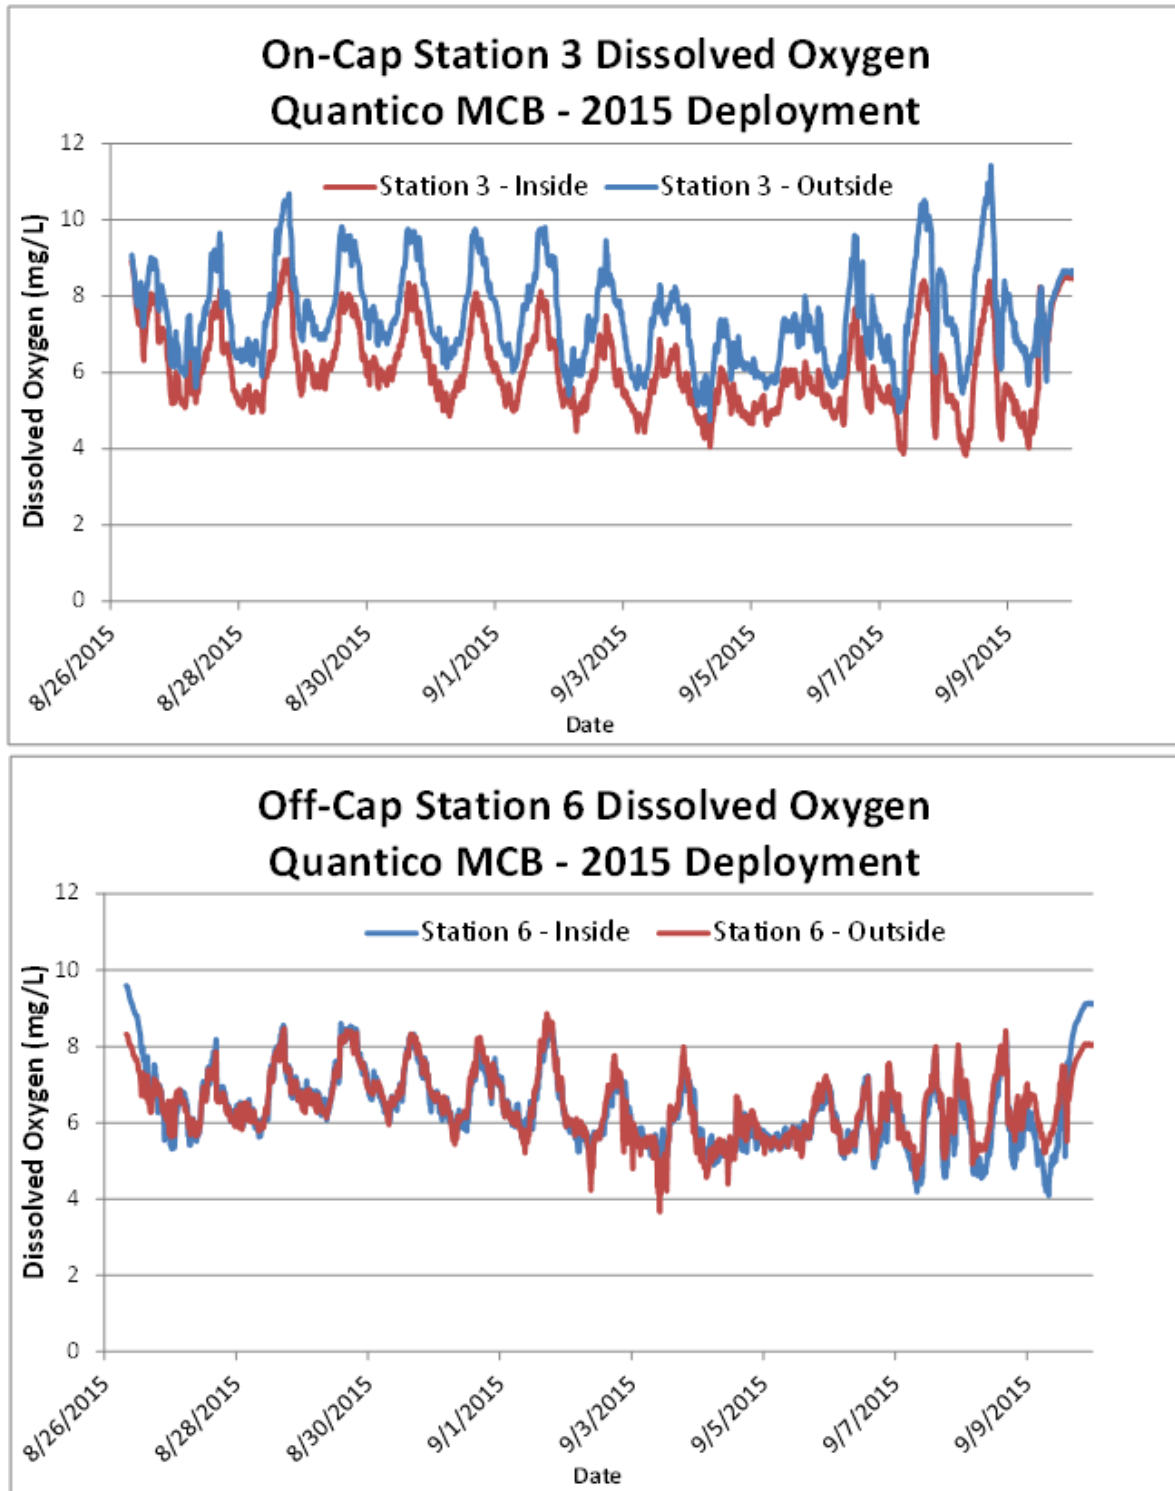 On-Cap Station 3 Dissolved Oxygen
Quantico MCB - 2015 Deployment
12
Station 3 - Inside
Station 3 - Outside
10
8
6
4
2
0
Dissolved Oxygen (mg/L)
8/26/2015
8/28/2015
8/30/2015
9/1/2015
9/3/2015
9/5/2015
9/7/2015
9/9/2015
Date
Off-Cap Station 6 Dissolved Oxygen
Quantico MCB - 2015 Deployment
12
Station 6 - Inside
Station 6 - Outside
10
8
6
4
2
0
Dissolved Oxygen (mg/L)
8/26/2015
8/28/2015
8/30/2015
9/1/2015
9/3/2015
9/5/2015
9/7/2015
9/9/2015
Date